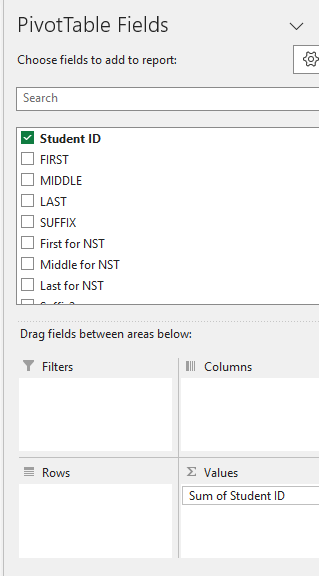 PivotTable Fields
Choose fields to add to report:
Search
Student ID
FIRST
MIDDLE
LAST
SUFFIX
First for NST
Middle for NST
Last for NST
Drag fields between areas below:
Filters
Columns
Rows
Values
Sum of Student ID